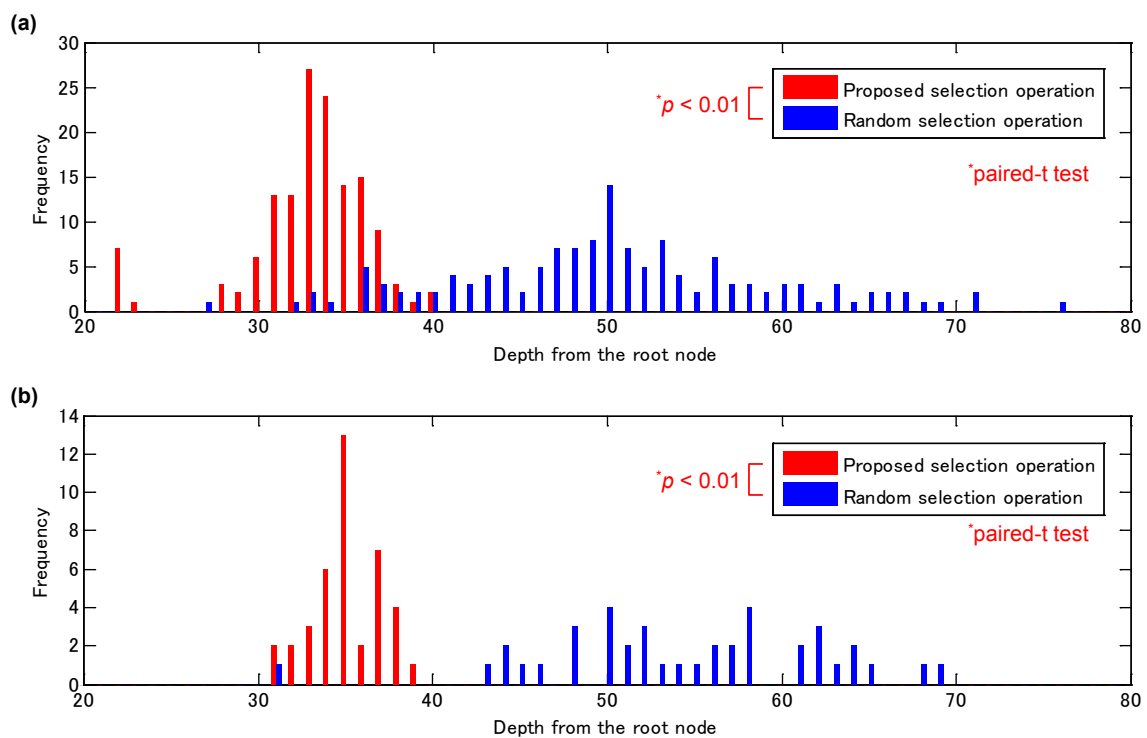 (a)
30
25
20
15
10
5
0
Frequency
20 30 40 50 60 70 80
Depth from the root node
*p < 0.01
Proposed selection operation
Random selection operation
*paired-t test
(b)
14
12
10
8
6
4
2
0
Frequency
20 30 40 50 60 70 80
Depth from the root node
*p < 0.01
Proposed selection operation
Random selection operation
*paired-t test